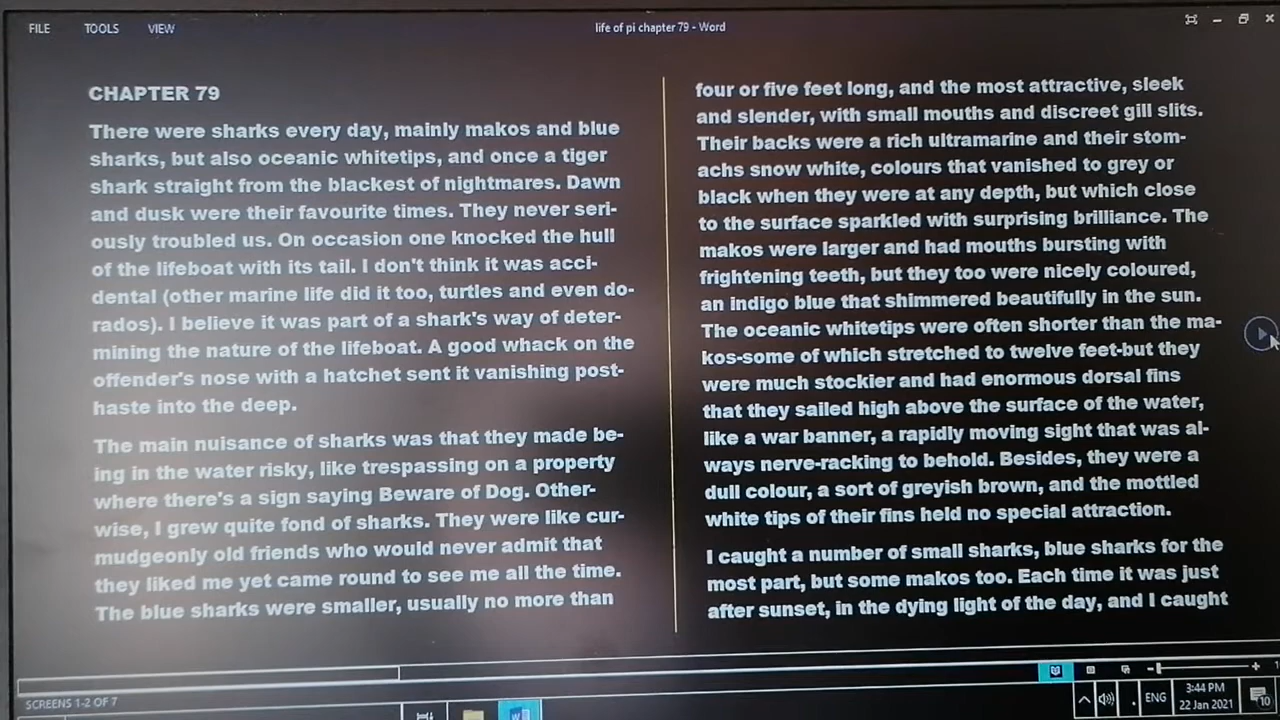 FILE TOOLS VIEW
life of pi chapter 79 - Word
CHAPTER 79
There were sharks every day, mainly makos and blue
sharks, but also oceanic whitetips, and once a tiger
shark straight from the blackest of nightmares. Dawn
and dusk were their favourite times. They never seri-
ously troubled us. On occasion one knocked the hull
of the lifeboat with its tail. I don't think it was acci-
dental (other marine life did it too, turtles and even do-
rados). I believe it was part of a shark's way of deter-
mining the nature of the lifeboat. A good whack on the
offender's nose with a hatchet sent it vanishing post-
haste into the deep.
The main nuisance of sharks was that they made be-
ing in the water risky, like trespassing on a property
where there's a sign saying Beware of Dog. Other-
wise, I grew quite fond of sharks. They were like cur-
mudgeonly old friends who would never admit that
they liked me yet came round to see me all the time.
The blue sharks were smaller, usually no more than
four or five feet long, and the most attractive, sleek
and slender, with small mouths and discreet gill slits.
Their backs were a rich ultramarine and their stom-
achs snow white, colours that vanished to grey or
black when they were at any depth, but which close
to the surface sparkled with surprising brilliance. The
makos were larger and had mouths bursting with
frightening teeth, but they too were nicely coloured,
an indigo blue that shimmered beautifully in the sun.
The oceanic whitetips were often shorter than the ma-
kos-some of which stretched to twelve feet-but they
were much stockier and had enormous dorsal fins
that they sailed high above the surface of the water,
like a war banner, a rapidly moving sight that was al-
ways nerve-racking to behold. Besides, they were a
dull colour, a sort of greyish brown, and the mottled
white tips of their fins held no special attraction.
I caught a number of small sharks, blue sharks for the
most part, but some makos too. Each time it was just
after sunset, in the dying light of the day, and I caught
SCREENS 1-2 OF 7
ENG
3:44 PM
22 Jan 2021
10